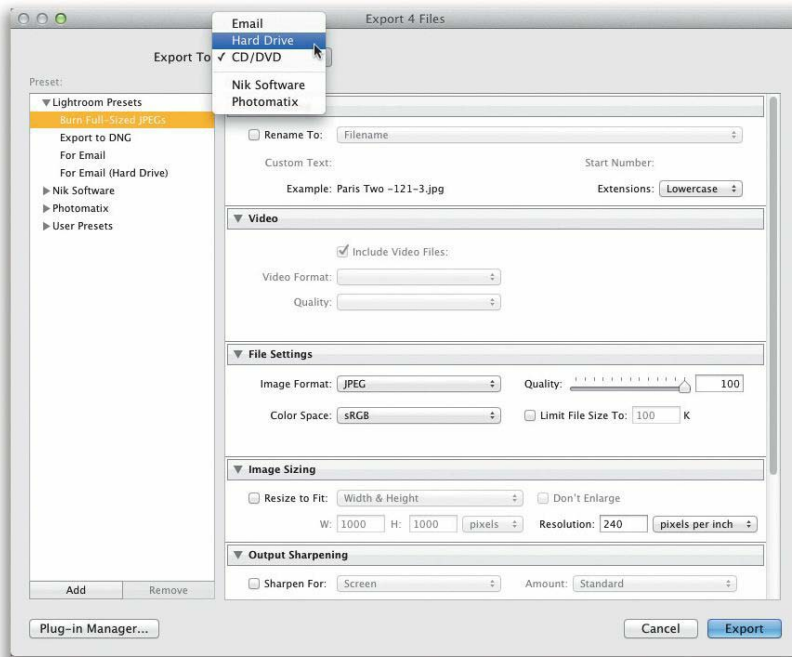 Export 4 Files
Email
Hard Drive
Export To ✓ CD/DVD
Nik Software
Photomatix
Preset:
▼ Lightroom Presets
Burn Full-Sized JPEGs
Export to DNG
For Email
For Email (Hard Drive)
▶ Nik Software
▶ Photomatix
▶ User Presets
Add Remove
Rename To: Filename
Custom Text: Start Number:
Example: Paris Two -121-3.jpg Extensions: Lowercase
▼ Video
✓ Include Video Files:
Video Format:
Quality:
▼ File Settings
Image Format: JPEG Quality: 100
Color Space: sRGB Limit File Size To: 100 K
▼ Image Sizing
Resize to Fit: Width & Height Don't Enlarge
W: 1000 H: 1000 pixels Resolution: 240 pixels per inch
▼ Output Sharpening
Sharpen For: Screen Amount: Standard
Plug-in Manager... Cancel Export